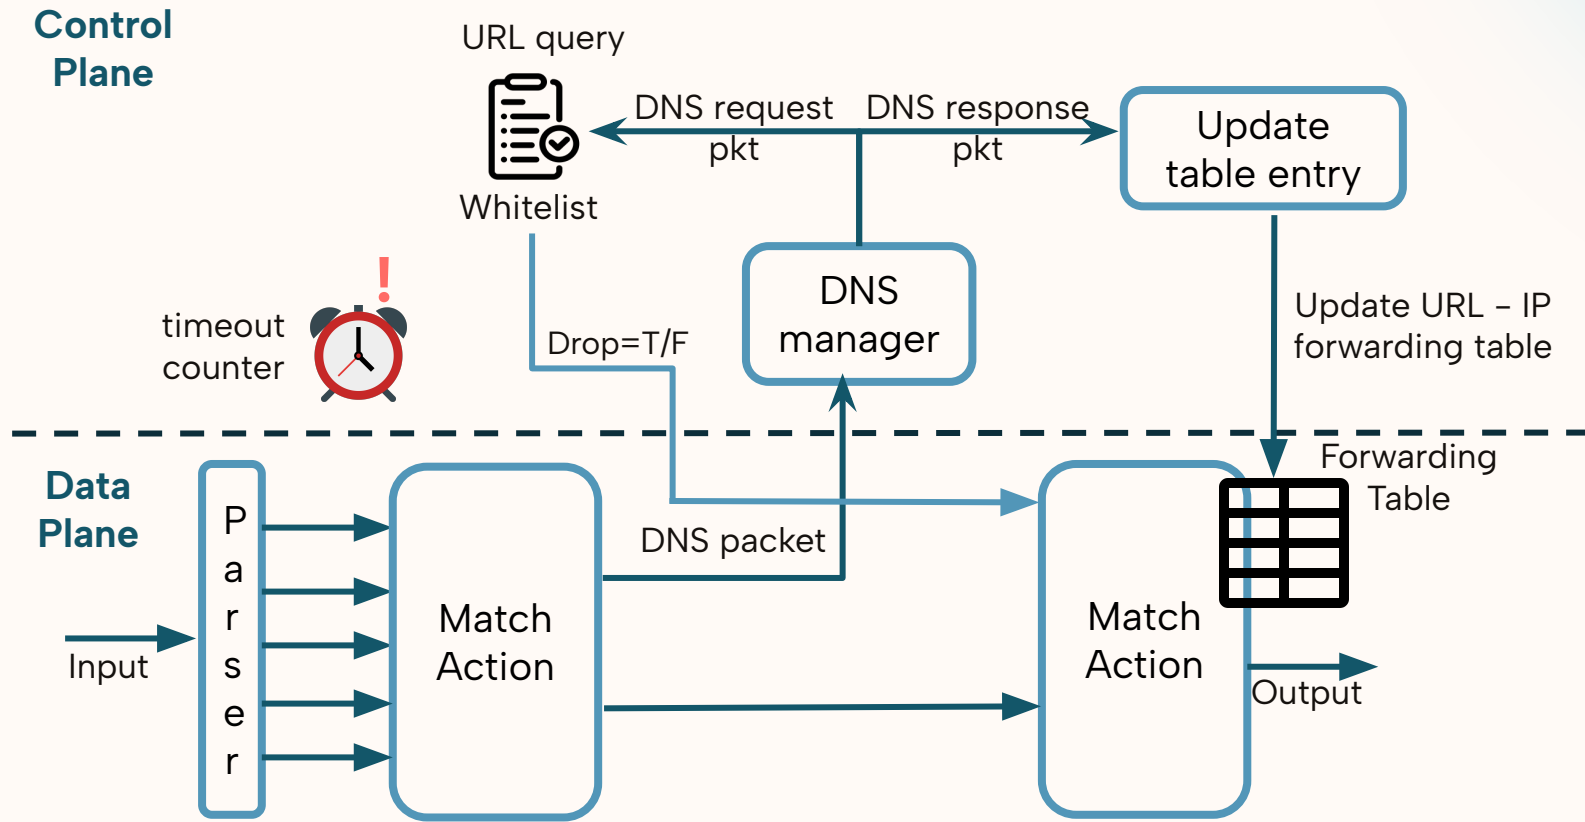 Control
Plane
URL query
DNS request
pkt
DNS response
pkt
Update
table entry
Whitelist
DNS
manager
timeout
counter
Drop=T/F
Update URL – IP
forwarding table
Data
Plane
Forwarding
Table
P
a
r
s
e
r
DNS packet
Match
Action
Match
Action
Input
Output